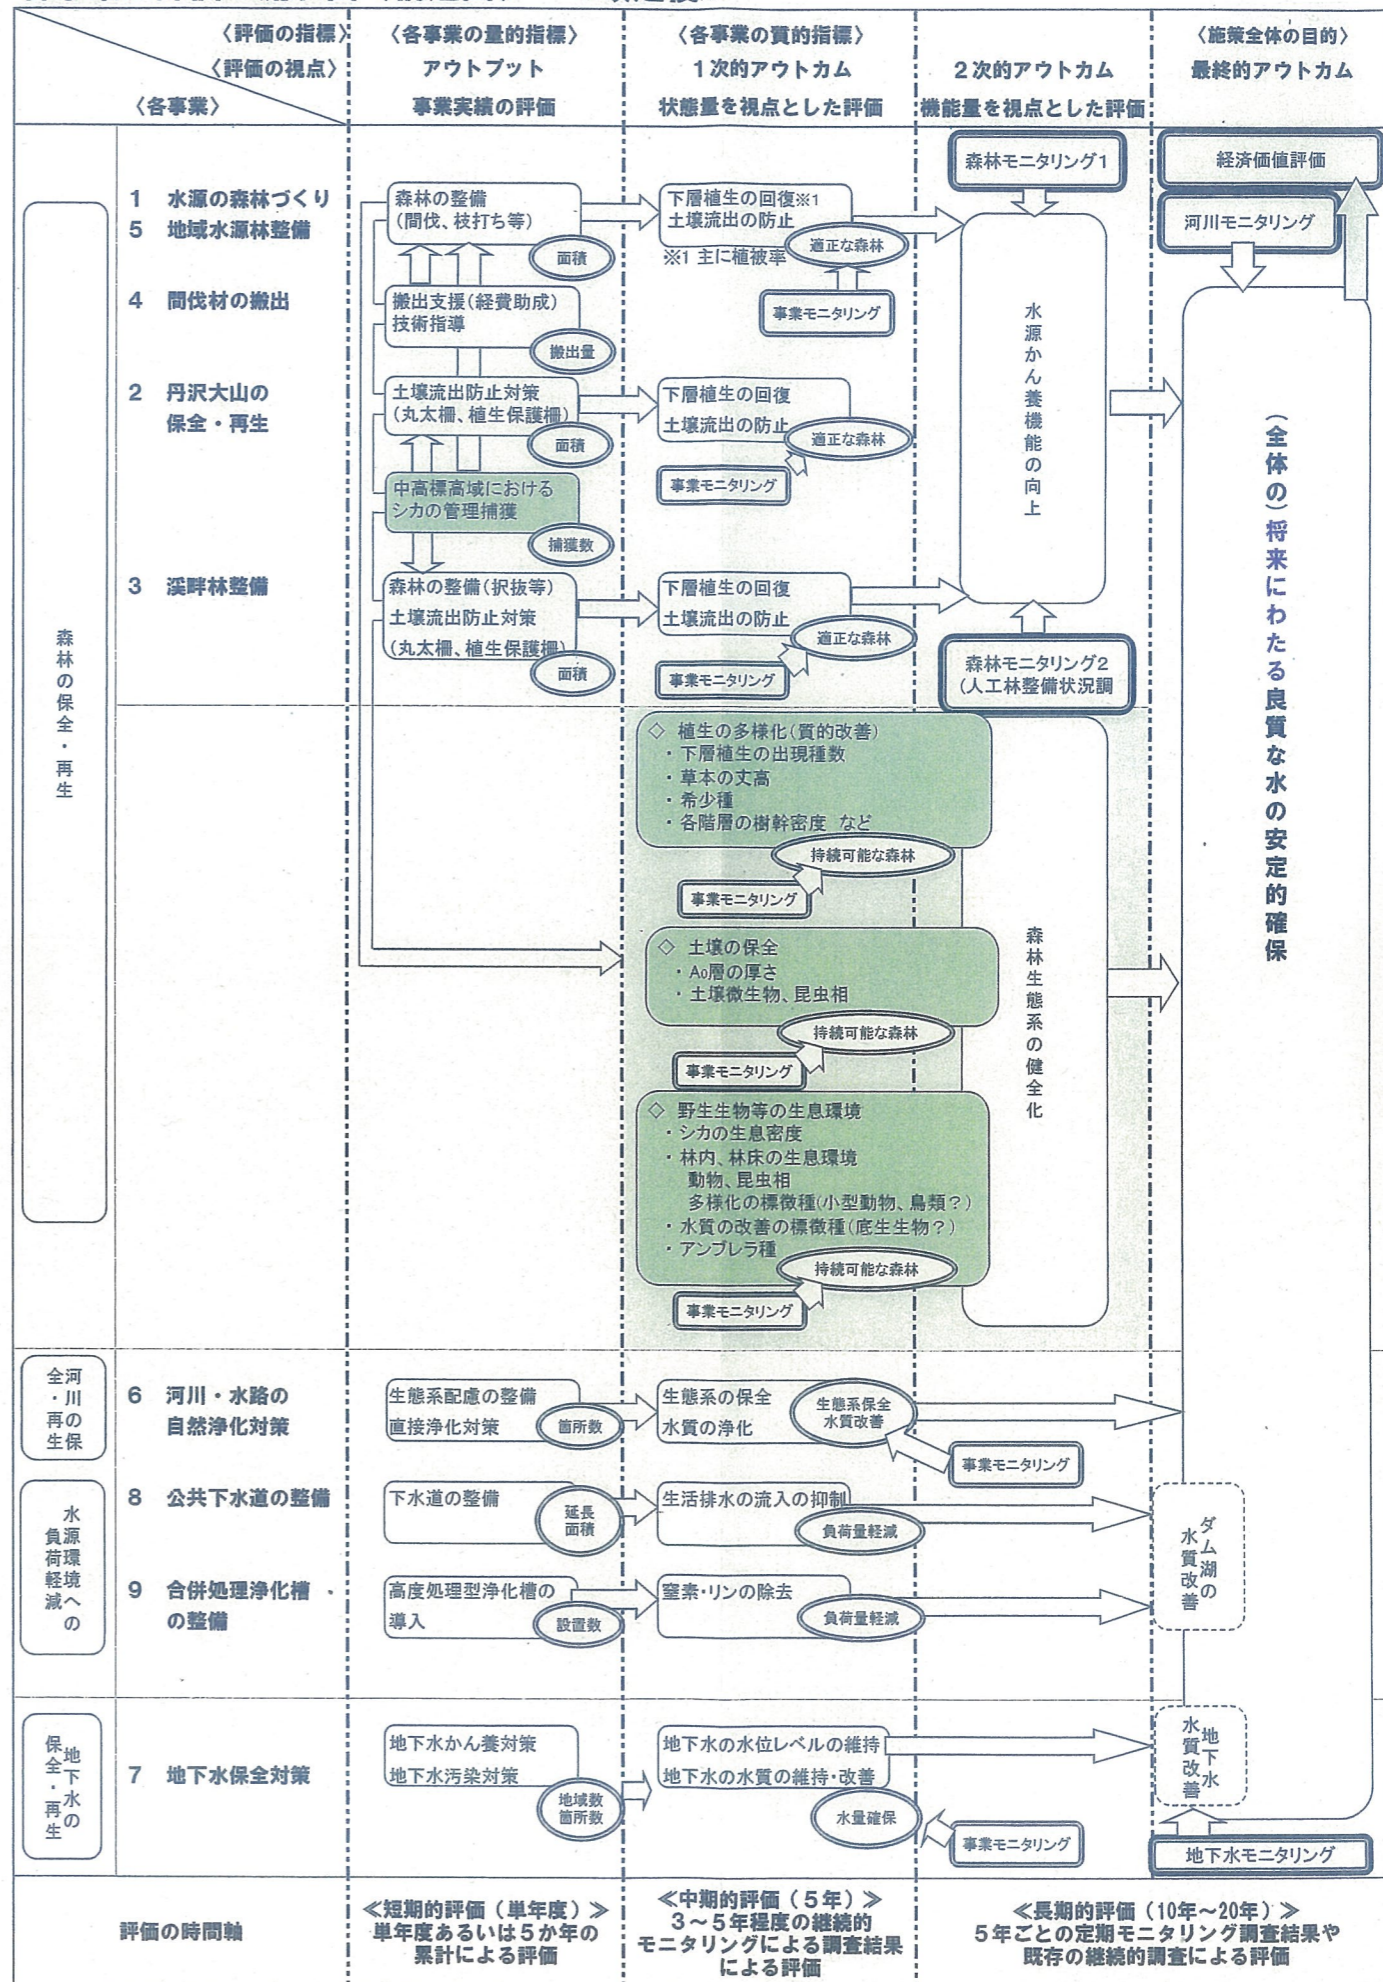 〈評価の指標〉
〈評価の視点〉
〈各事業〉
〈各事業の量的指標〉
アウトプット
事業実績の評価
〈各事業の質的指標〉
1次的アウトカム
状態量を視点とした評価
2次的アウトカム
機能量を視点とした評価
〈施策全体の目的〉
最終的アウトカム
森林の保全・再生
1 水源の森林づくり
5 地域水源林整備
森林の整備
(間伐、枝打ち等)
面積
下層植生の回復※1
土壌流出の防止
適正な森林
※1 主に植被率
事業モニタリング
森林モニタリング1
経済価値評価
河川モニタリング
4 間伐材の搬出
搬出支援(経費助成)
技術指導
搬出量
2 丹沢大山の
保全・再生
土壌流出防止対策
(丸太柵、植生保護柵)
面積
下層植生の回復
土壌流出の防止
適正な森林
事業モニタリング
中高標高域における
シカの管理捕獲
捕獲数
3 渓畔林整備
森林の整備(択抜等)
土壌流出防止対策
(丸太柵、植生保護柵)
面積
下層植生の回復
土壌流出の防止
適正な森林
事業モニタリング
水源かん養機能の向上
森林モニタリング2
(人工林整備状況調
(全体の)将来にわたる良質な水の安定的確保
◇ 植生の多様化(質的改善)
・下層植生の出現種数
・草本の丈高
・希少種
・各階層の樹幹密度 など
持続可能な森林
事業モニタリング
◇ 土壌の保全
・A₀層の厚さ
・土壌微生物、昆虫相
持続可能な森林
事業モニタリング
◇ 野生生物等の生息環境
・シカの生息密度
・林内、林床の生息環境
動物、昆虫相
多様化の標徴種(小型動物、鳥類?)
・水質の改善の標徴種(底生生物?)
・アンブレラ種
持続可能な森林
事業モニタリング
森林生態系の健全化
河川の保
全・再生
6 河川・水路の
自然浄化対策
生態系配慮の整備
直接浄化対策
箇所数
生態系の保全
水質の浄化
生態系保全
水質改善
事業モニタリング
水源環境への
負荷軽減
8 公共下水道の整備
下水道の整備
延長
面積
生活排水の流入の抑制
負荷量軽減
ダム湖の
水質改善
9 合併処理浄化槽
の整備
高度処理型浄化槽の
導入
設置数
窒素・リンの除去
負荷量軽減
地下水の
保全・再生
7 地下水保全対策
地下水かん養対策
地下水汚染対策
地域数
箇所数
地下水の水位レベルの維持
地下水の水質の維持・改善
水量確保
事業モニタリング
地下水
水質改善
地下水モニタリング
評価の時間軸
≪短期的評価(単年度)≫
単年度あるいは5か年の
累計による評価
≪中期的評価(5年)≫
3~5年程度の継続的
モニタリングによる調査結果
による評価
≪長期的評価(10年~20年)≫
5年ごとの定期モニタリング調査結果や
既存の継続的調査による評価